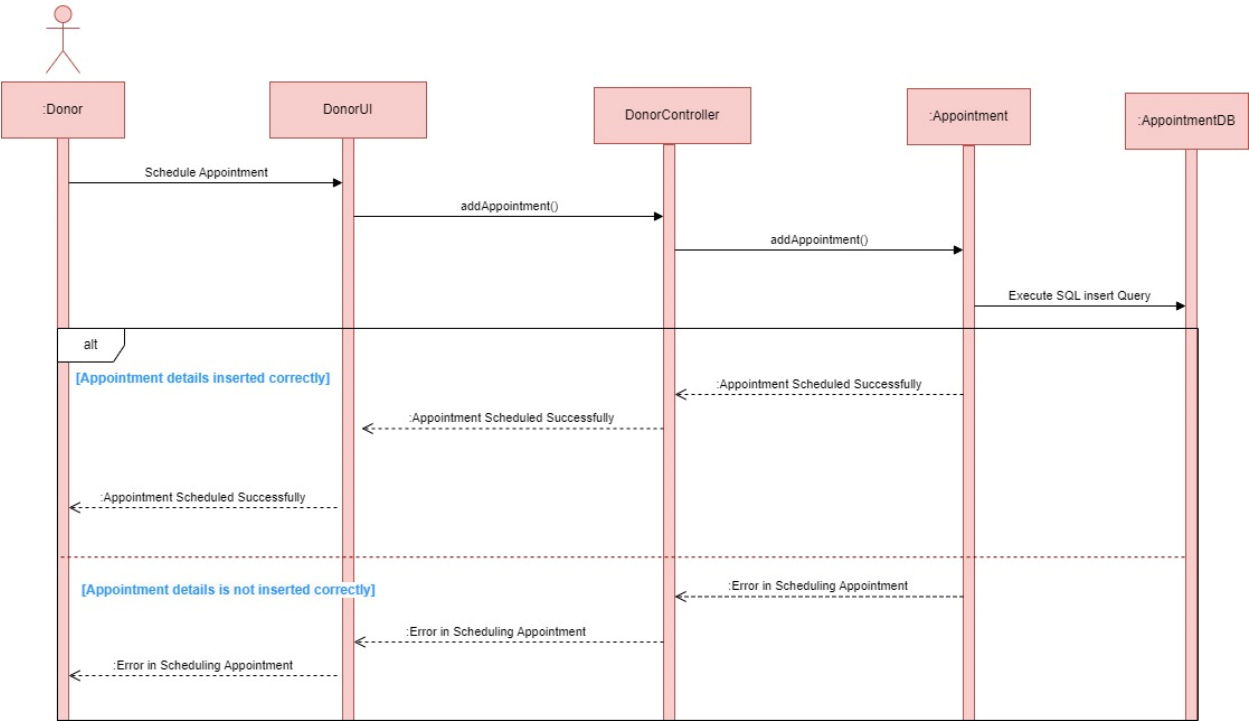 :Donor
DonorUI
DonorController
:Appointment
:AppointmentDB
Schedule Appointment
addAppointment()
addAppointment()
Execute SQL insert Query
alt
[Appointment details inserted correctly]
:Appointment Scheduled Successfully
:Appointment Scheduled Successfully
:Appointment Scheduled Successfully
[Appointment details is not inserted correctly]
:Error in Scheduling Appointment
:Error in Scheduling Appointment
:Error in Scheduling Appointment